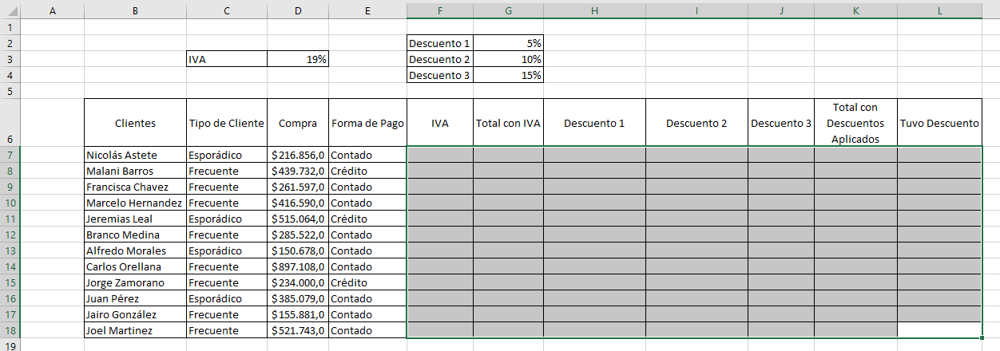 A B C D E F G H I J K L
1
2 Descuento 1 5%
3 IVA 19% Descuento 2 10%
4 Descuento 3 15%
5
6 Clientes Tipo de Cliente Compra Forma de Pago IVA Total con IVA Descuento 1 Descuento 2 Descuento 3 Total con Descuentos Aplicados Tuvo Descuento
7 Nicolás Astete Esporádico $216.856,0 Contado
8 Malani Barros Frecuente $439.732,0 Crédito
9 Francisca Chavez Frecuente $261.597,0 Contado
10 Marcelo Hernandez Frecuente $416.590,0 Contado
11 Jeremias Leal Esporádico $515.064,0 Crédito
12 Branco Medina Frecuente $285.522,0 Contado
13 Alfredo Morales Esporádico $150.678,0 Contado
14 Carlos Orellana Frecuente $897.108,0 Contado
15 Jorge Zamorano Frecuente $234.000,0 Crédito
16 Juan Pérez Esporádico $385.079,0 Contado
17 Jairo González Frecuente $155.881,0 Contado
18 Joel Martinez Frecuente $521.743,0 Contado
19